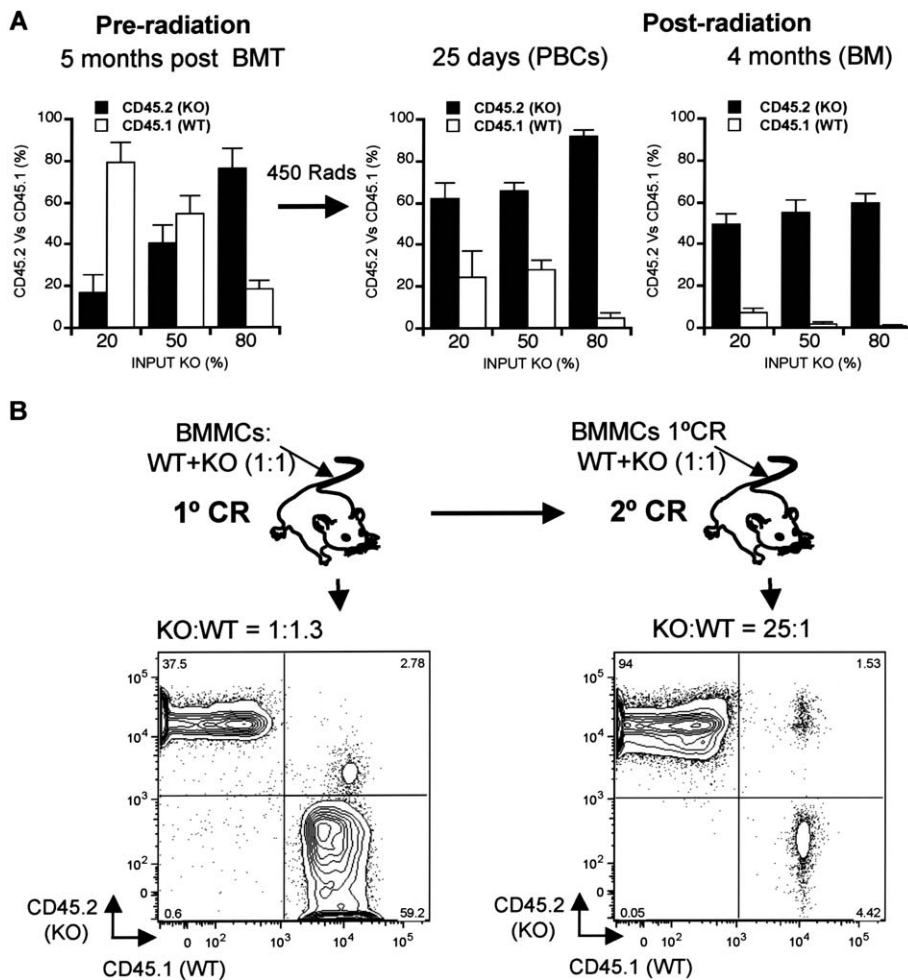 A
Pre-radiation
5 months post BMT
CD45.2 (KO)
CD45.1 (WT)
CD45.2 Vs CD45.1 (%)
100
80
60
40
20
0
20 50 80
INPUT KO (%)
450 Rads
Post-radiation
25 days (PBCs)
CD45.2 (KO)
CD45.1 (WT)
CD45.2 Vs CD45.1 (%)
100
80
60
40
20
0
20 50 80
INPUT KO (%)
4 months (BM)
CD45.2 (KO)
CD45.1 (WT)
CD45.2 Vs CD45.1 (%)
100
80
60
40
20
0
20 50 80
INPUT KO (%)
B
BMMCs:
WT+KO (1:1)
1º CR
BMMCs 1ºCR
WT+KO (1:1)
2º CR
KO:WT = 1:1.3
37.5 2.78
10⁵
10⁴
10³
10²
0
0.6 59.2
0 10² 10³ 10⁴ 10⁵
CD45.2
(KO)
CD45.1 (WT)
KO:WT = 25:1
94 1.53
10⁵
10⁴
10³
10²
0
0.05 4.42
0 10² 10³ 10⁴ 10⁵
CD45.2
(KO)
CD45.1 (WT)